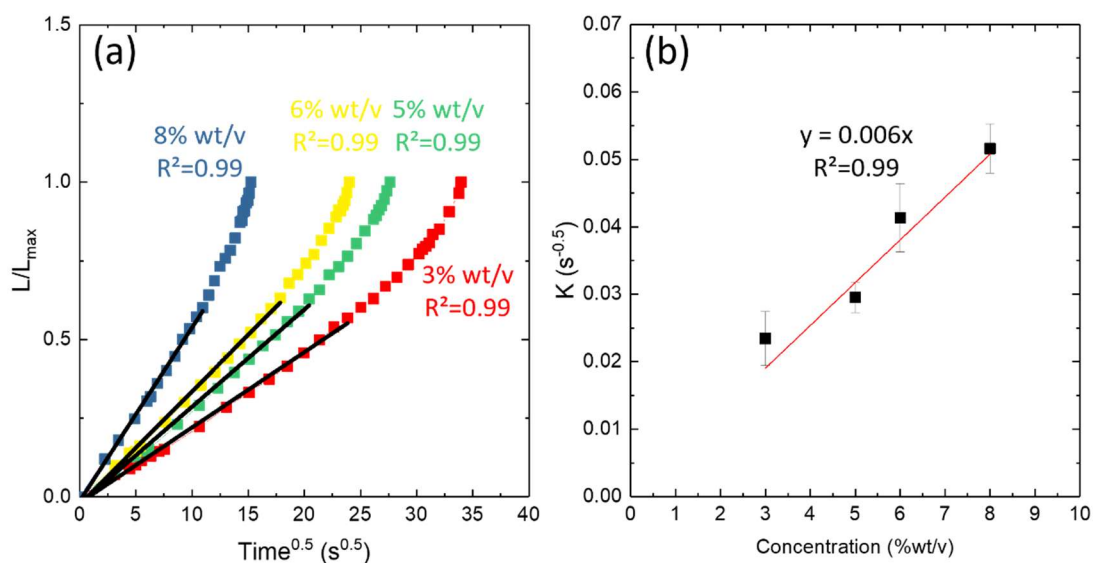 (a)
1.5
1.0
0.5
0.0
L/Lmax
8% wt/v
R²=0.99
6% wt/v
R²=0.99
5% wt/v
R²=0.99
3% wt/v
R²=0.99
0 5 10 15 20 25 30 35 40
Time^0.5 (s^0.5)
(b)
0.07
0.06
0.05
0.04
0.03
0.02
0.01
0.00
K (s^-0.5)
y = 0.006x
R²=0.99
0 1 2 3 4 5 6 7 8 9 10
Concentration (%wt/v)